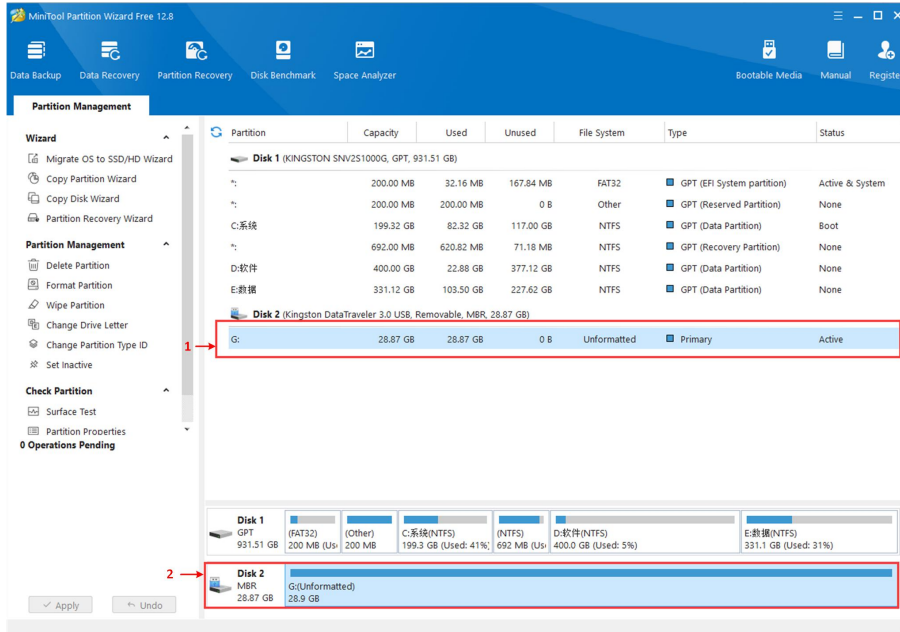 MiniTool Partition Wizard Free 12.8
Data Backup Data Recovery Partition Recovery Disk Benchmark Space Analyzer Bootable Media Manual Registe
Partition Management
Wizard
Migrate OS to SSD/HD Wizard
Copy Partition Wizard
Copy Disk Wizard
Partition Recovery Wizard
Partition Management
Delete Partition
Format Partition
Wipe Partition
Change Drive Letter
Change Partition Type ID
Set Inactive
Check Partition
Surface Test
Partition Properties
0 Operations Pending
Apply Undo
Partition Capacity Used Unused File System Type Status
Disk 1 (KINGSTON SNV2S1000G, GPT, 931.51 GB)
*: 200.00 MB 32.16 MB 167.84 MB FAT32 GPT (EFI System partition) Active & System
*: 200.00 MB 200.00 MB 0 B Other GPT (Reserved Partition) None
C:系统 199.32 GB 82.32 GB 117.00 GB NTFS GPT (Data Partition) Boot
*: 692.00 MB 620.82 MB 71.18 MB NTFS GPT (Recovery Partition) None
D:软件 400.00 GB 22.88 GB 377.12 GB NTFS GPT (Data Partition) None
E:数据 331.12 GB 103.50 GB 227.62 GB NTFS GPT (Data Partition) None
Disk 2 (Kingston DataTraveler 3.0 USB, Removable, MBR, 28.87 GB)
1
G: 28.87 GB 28.87 GB 0 B Unformatted Primary Active
Disk 1
GPT (FAT32) (Other) C:系统(NTFS) (NTFS) D:软件(NTFS) E:数据(NTFS)
931.51 GB 200 MB (Us 200 MB 199.3 GB (Used: 41% 692 MB (Us 400.0 GB (Used: 5%) 331.1 GB (Used: 31%)
2
Disk 2
MBR G:(Unformatted)
28.87 GB 28.9 GB